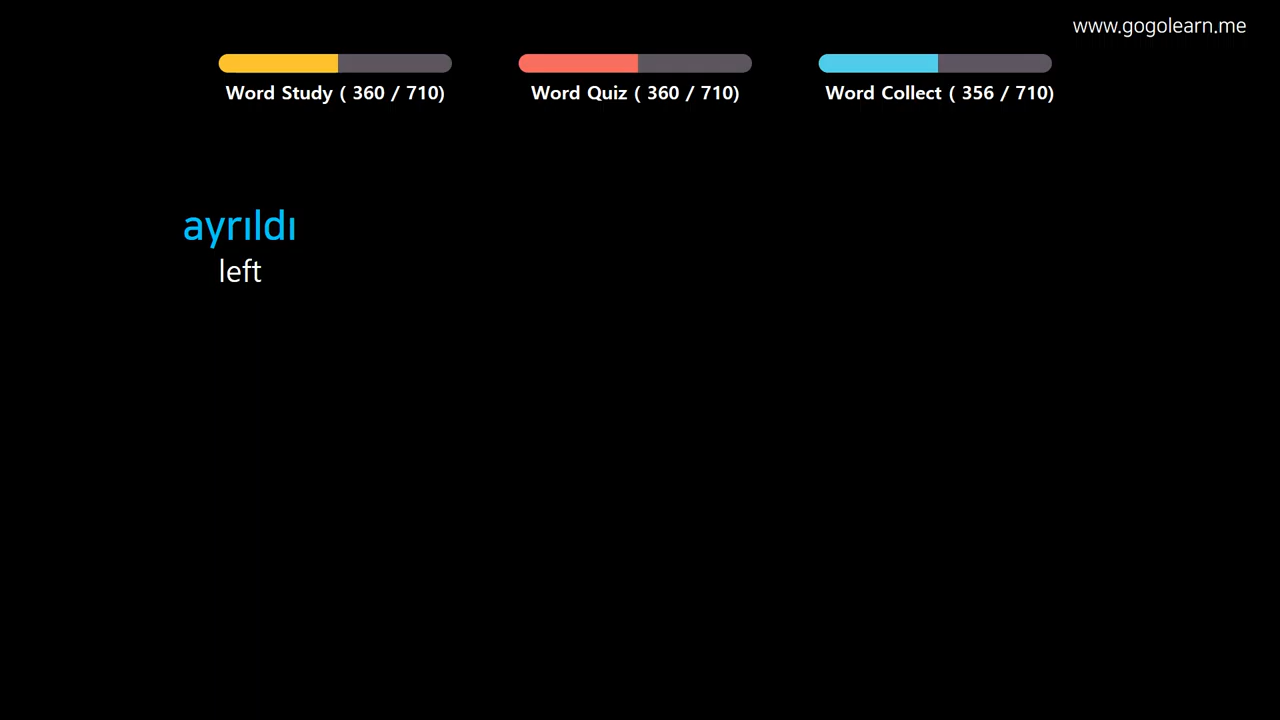 www.gogolearn.me
Word Study ( 360 / 710)
Word Quiz ( 360 / 710)
Word Collect ( 356 / 710)
ayrıldı
left